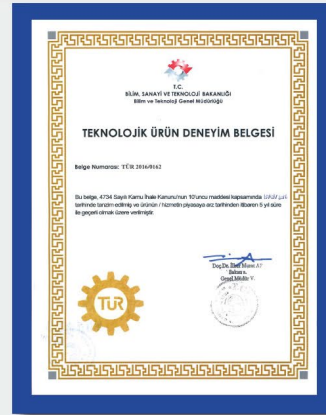 T.C.
BİLİM, SANAYİ VE TEKNOLOJİ BAKANLIĞI
Bilim ve Teknoloji Genel Müdürlüğü
TEKNOLOJİK ÜRÜN DENEYİM BELGESİ
Belge Numarası: TÜR 2016/0162
Bu belge, 4734 Sayılı Kamu İhale Kanunu'nun 10'uncu maddesi kapsamında
tarihinde tanzim edilmiş ve ürünün / hizmetin piyasaya arz tarihinden itibaren 5 yıl süre
ile geçerli olmak üzere verilmiştir.
Doç.Dr.
Bakan a.
Genel Müdür V.
TÜR